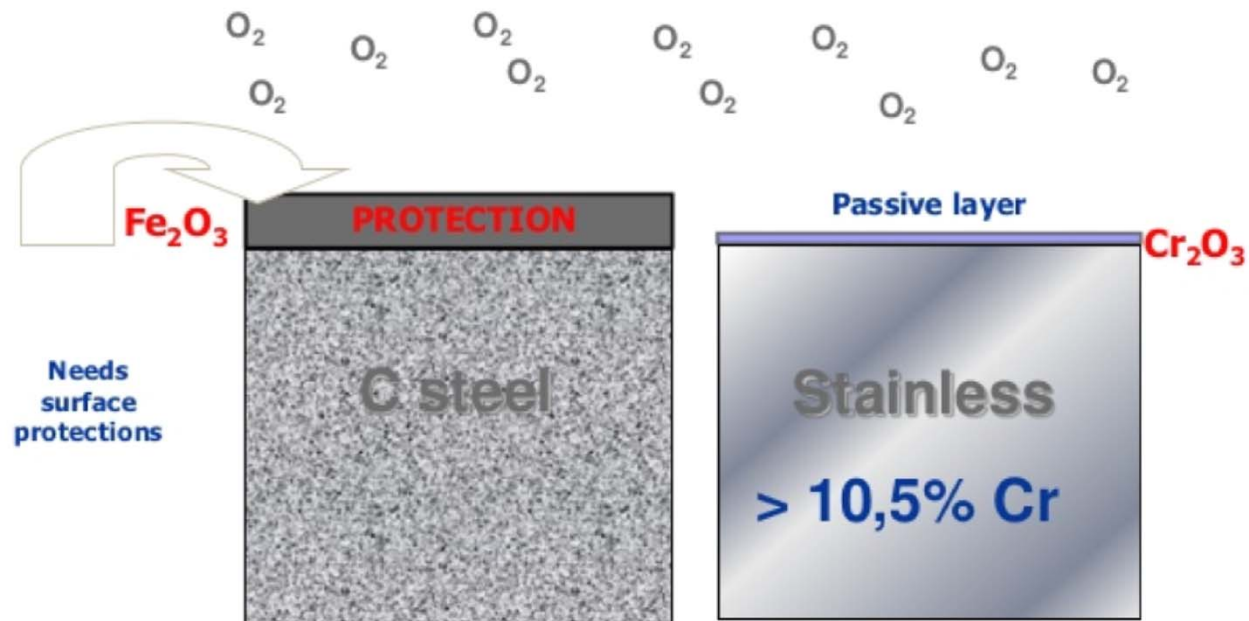 O₂ O₂ O₂ O₂ O₂ O₂ O₂
O₂ O₂ O₂ O₂ O₂
Passive layer
Fe₂O₃ PROTECTION
Cr₂O₃
Needs
surface
protections
C steel
Stainless
> 10,5% Cr